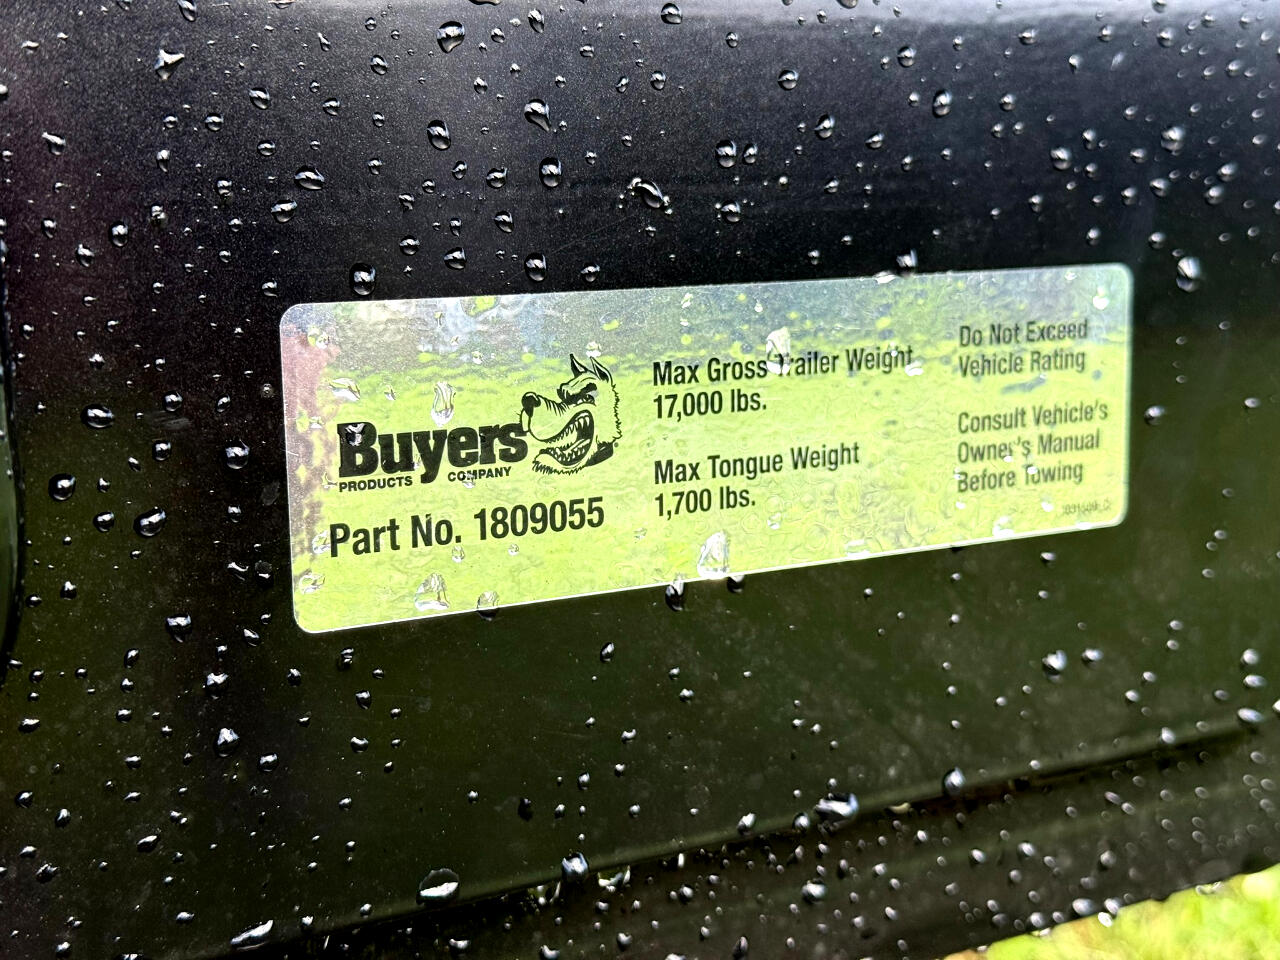 Buyers
PRODUCTS COMPANY
Part No. 1809055
Max Gross Trailer Weight
17,000 lbs.
Max Tongue Weight
1,700 lbs.
Do Not Exceed
Vehicle Rating
Consult Vehicle's
Owner's Manual
Before Towing